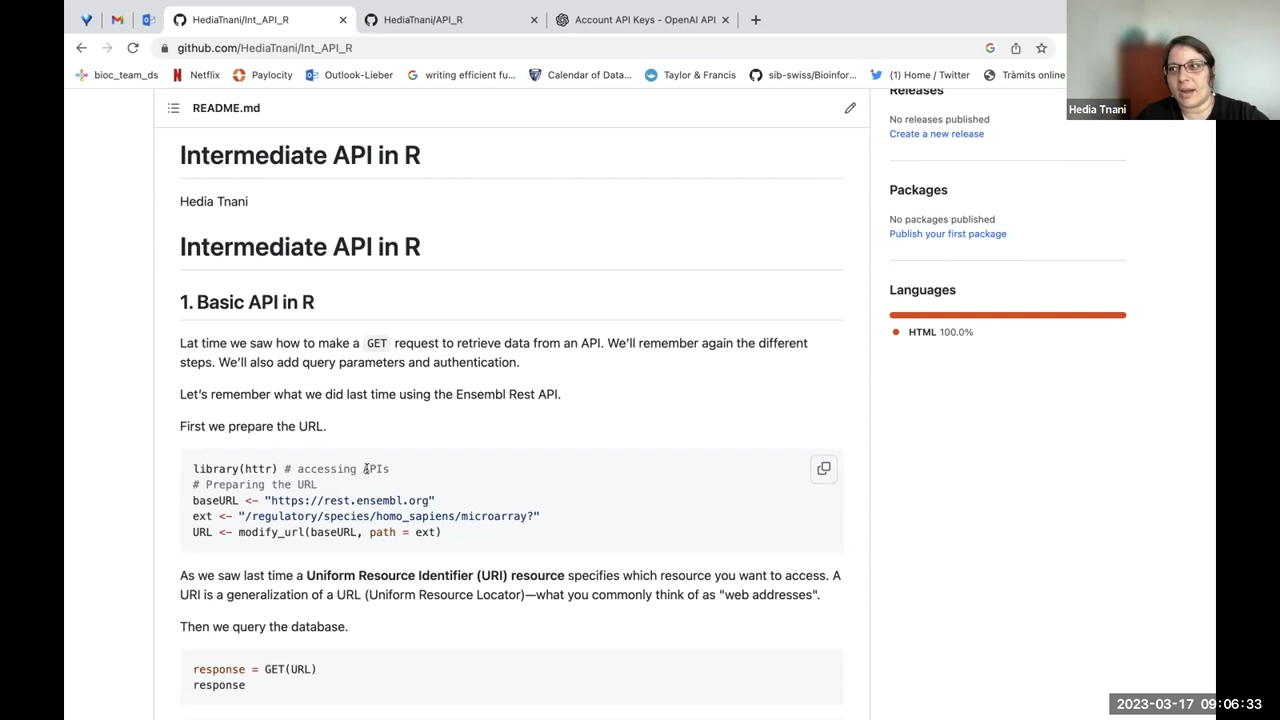 HediaTnani/Int_API_R
HediaTnani/API_R
Account API Keys - OpenAI API
github.com/HediaTnani/Int_API_R
bioc_team_ds
Netflix
Paylocity
Outlook-Lieber
writing efficient fu...
Calendar of Data...
Taylor & Francis
sib-swiss/Bioinfor...
(1) Home / Twitter
Tràmits online
Hedia Tnani
README.md
Intermediate API in R
Hedia Tnani
Intermediate API in R
1. Basic API in R
Lat time we saw how to make a GET request to retrieve data from an API. We’ll remember again the different
steps. We’ll also add query parameters and authentication.
Let’s remember what we did last time using the Ensembl Rest API.
First we prepare the URL.
library(httr) # accessing APIs
# Preparing the URL
baseURL <- "https://rest.ensembl.org"
ext <- "/regulatory/species/homo_sapiens/microarray?"
URL <- modify_url(baseURL, path = ext)
As we saw last time a Uniform Resource Identifier (URI) resource specifies which resource you want to access. A
URI is a generalization of a URL (Uniform Resource Locator)—what you commonly think of as "web addresses".
Then we query the database.
response = GET(URL)
response
Releases
No releases published
Create a new release
Packages
No packages published
Publish your first package
Languages
HTML 100.0%
2023-03-17 09:06:33